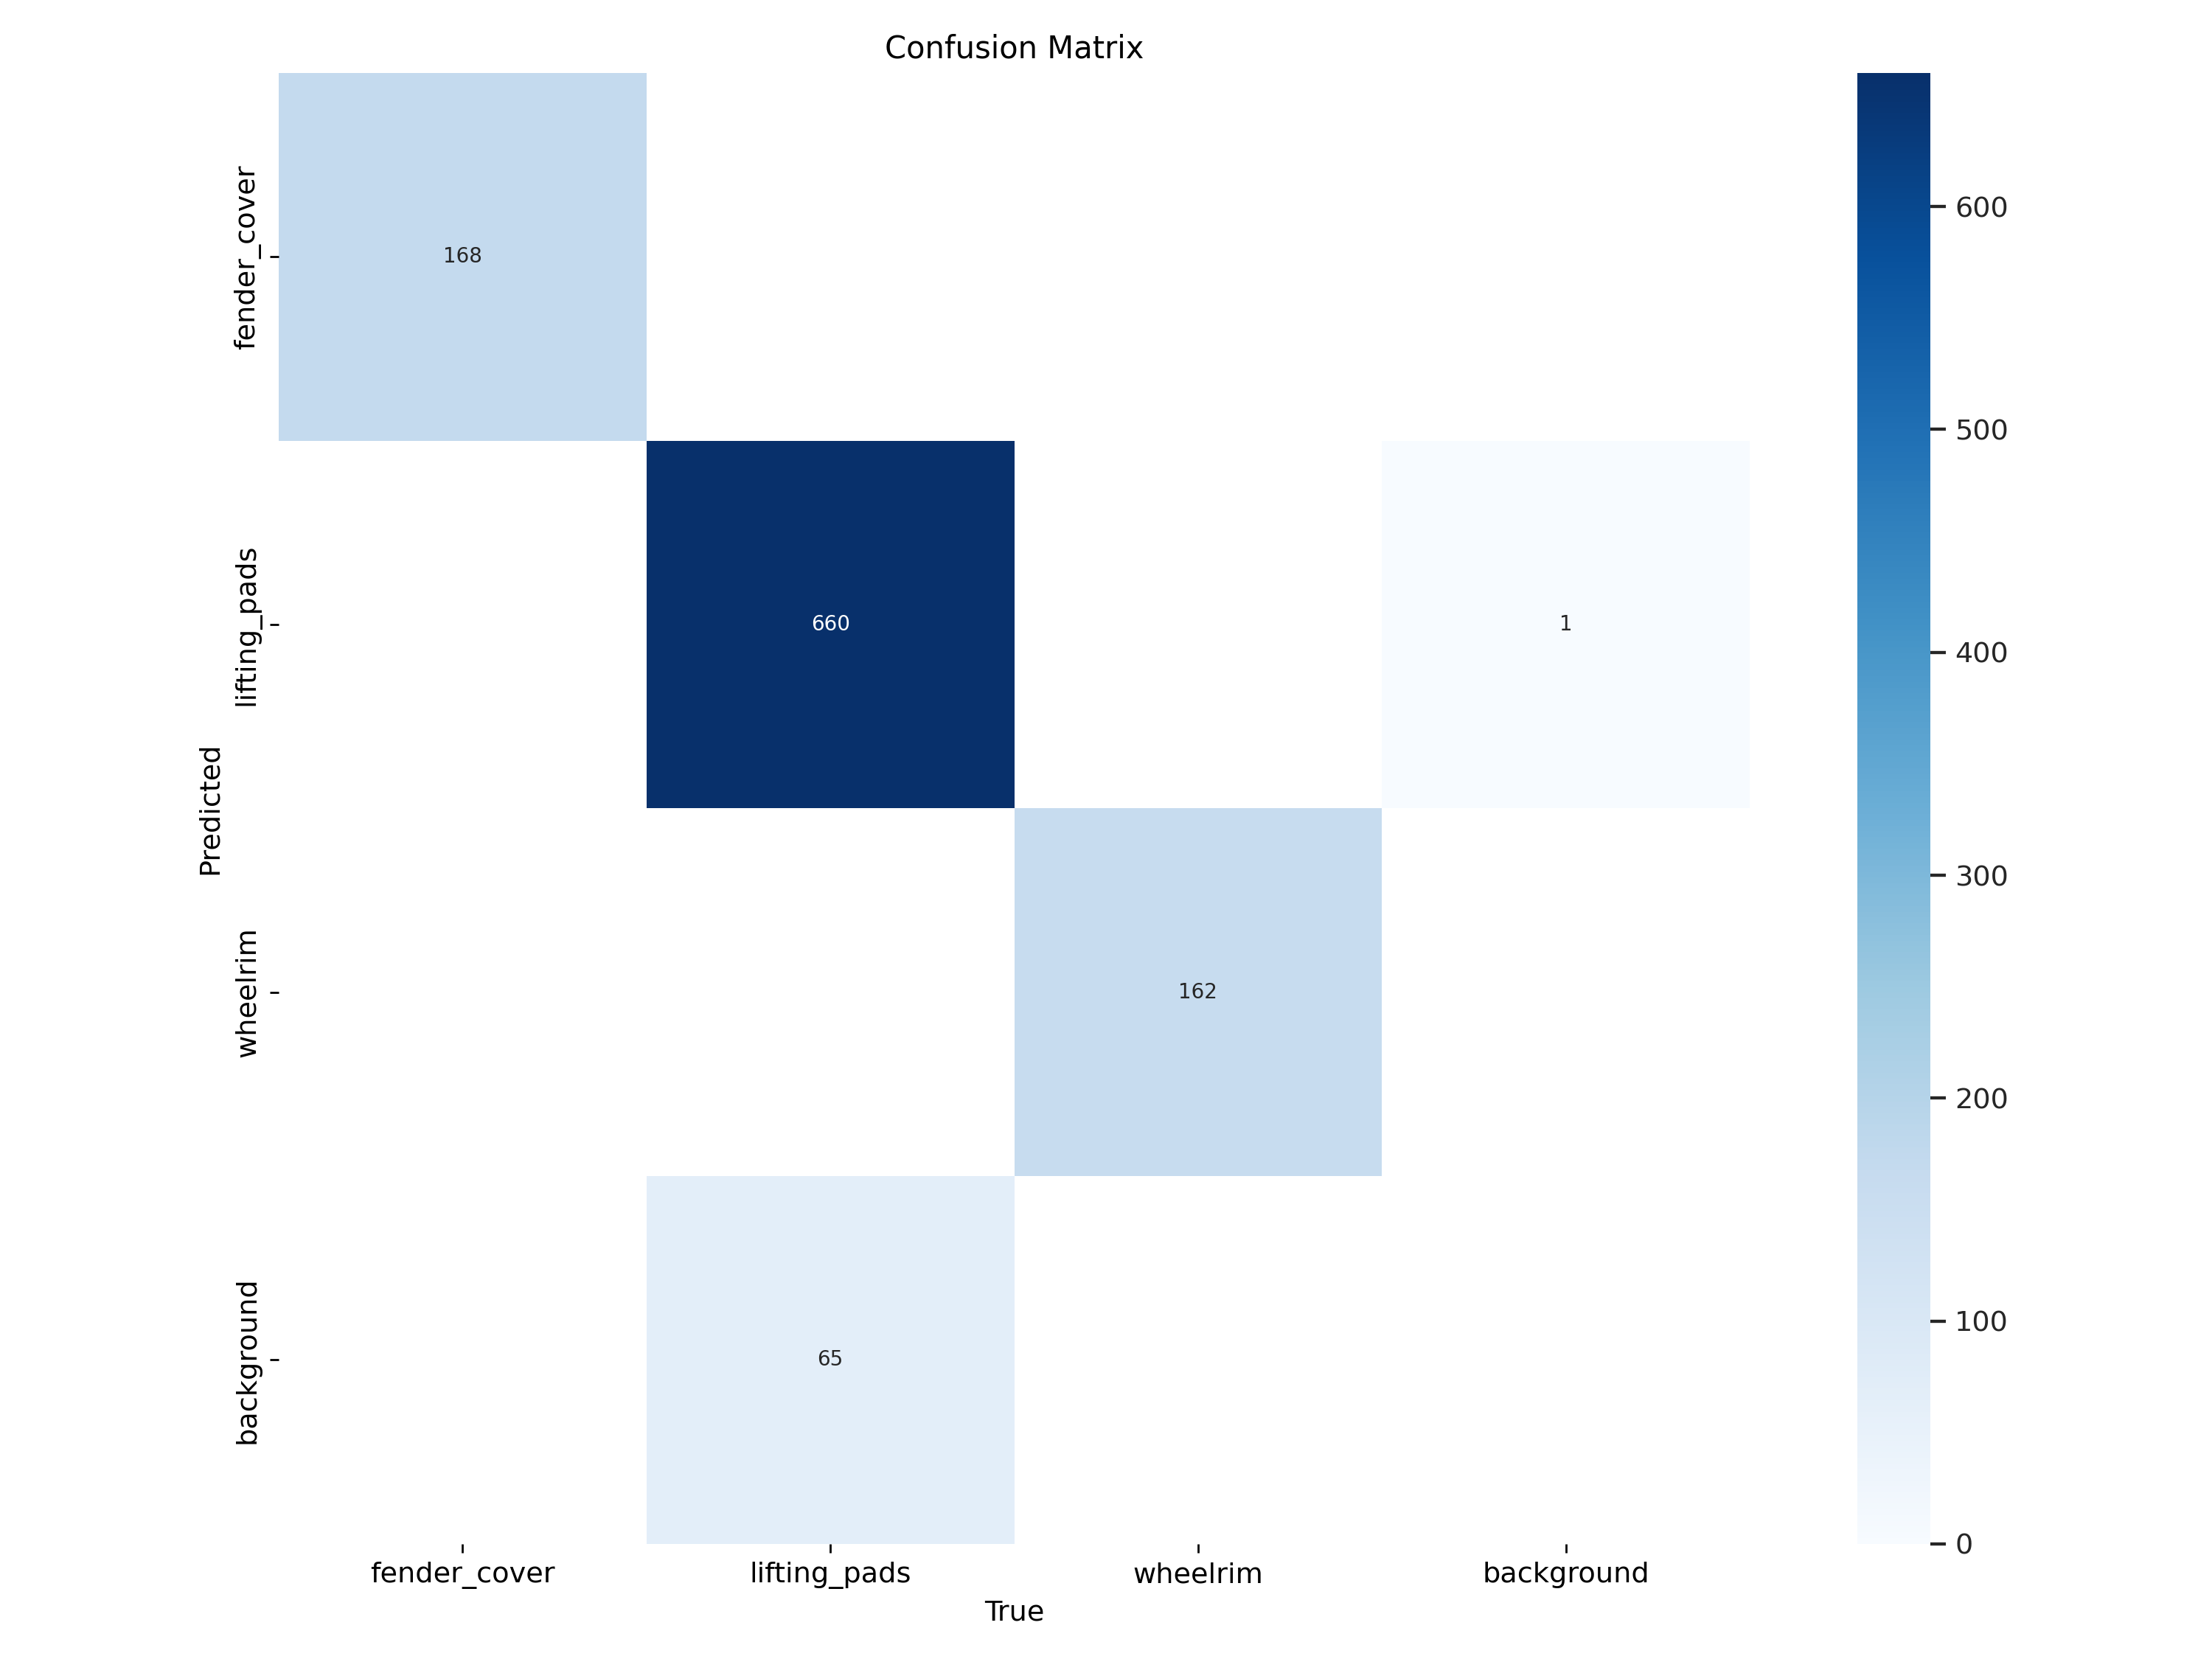 Confusion Matrix
fender_cover
168
600
500
lifting_pads
660
1
400
Predicted
300
wheelrim
162
200
100
background
65
0
fender_cover lifting_pads wheelrim background
True